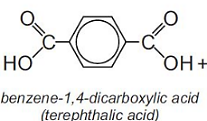 O
O
C
C
HO
OH +
benzene-1,4-dicarboxylic acid
(terephthalic acid)